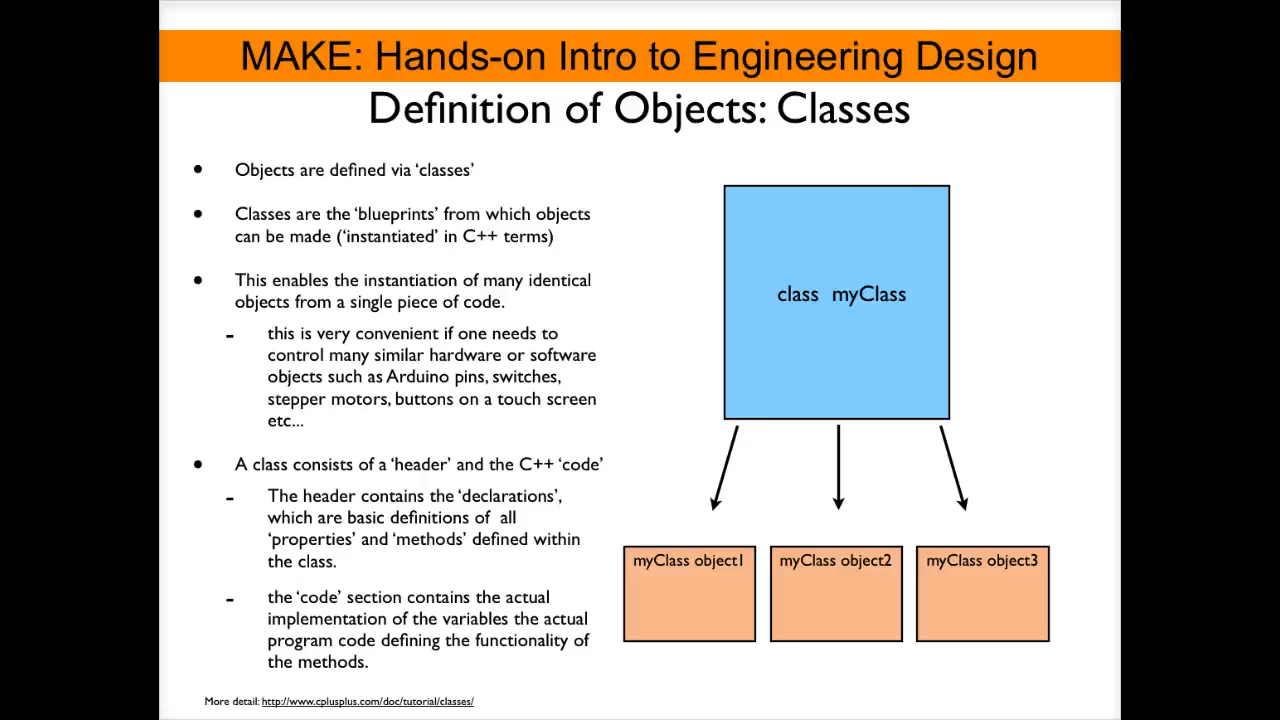 MAKE: Hands-on Intro to Engineering Design
Definition of Objects: Classes
• Objects are defined via ‘classes’
• Classes are the ‘blueprints’ from which objects
can be made (‘instantiated’ in C++ terms)
• This enables the instantiation of many identical
objects from a single piece of code.
- this is very convenient if one needs to
control many similar hardware or software
objects such as Arduino pins, switches,
stepper motors, buttons on a touch screen
etc...
• A class consists of a ‘header’ and the C++ ‘code’
- The header contains the ‘declarations’,
which are basic definitions of all
‘properties’ and ‘methods’ defined within
the class.
- the ‘code’ section contains the actual
implementation of the variables the actual
program code defining the functionality of
the methods.
class myClass
myClass object1
myClass object2
myClass object3
More detail: http://www.cplusplus.com/doc/tutorial/classes/